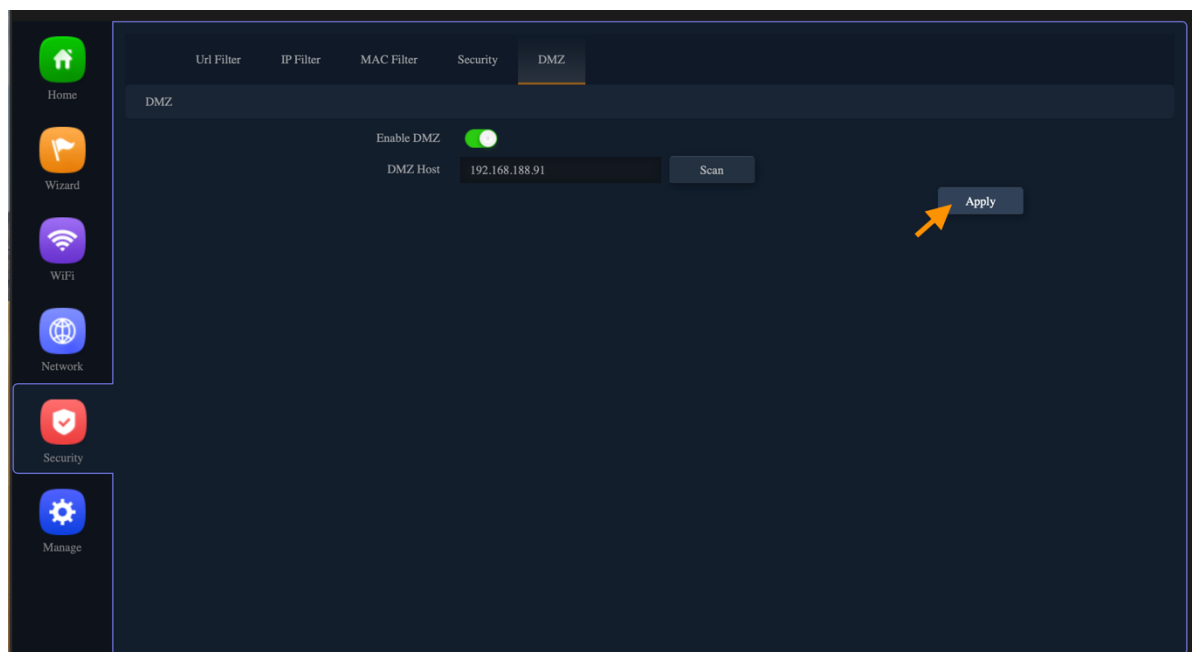 Home
Wizard
WiFi
Network
Security
Manage
Url Filter IP Filter MAC Filter Security DMZ
DMZ
Enable DMZ
DMZ Host 192.168.188.91 Scan
Apply